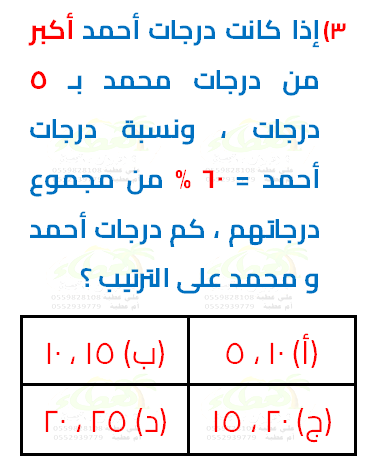 ٣) إذا كانت درجات أحمد أكبر
من درجات محمد بـ ٥
درجات ، ونسبة درجات
أحمد = ٦٠ % من مجموع
درجاتهم ، كم درجات أحمد
و محمد على الترتيب ؟
(أ) ١٠ ، ٥
(ب) ١٥ ، ١٠
(ج) ٢٠ ، ١٥
(د) ٢٥ ، ٢٠